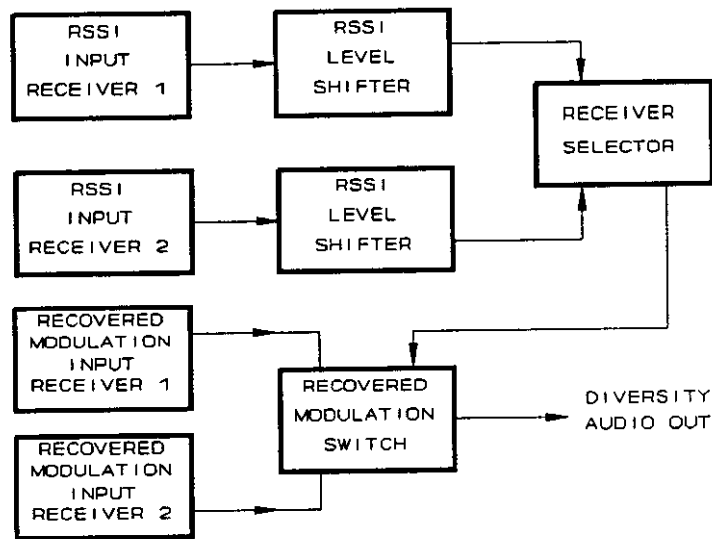 RSSI
INPUT
RECEIVER 1
RSSI
LEVEL
SHIFTER
RECEIVER
SELECTOR
RSSI
INPUT
RECEIVER 2
RSSI
LEVEL
SHIFTER
RECOVERED
MODULATION
INPUT
RECEIVER 1
RECOVERED
MODULATION
SWITCH
DIVERSITY
AUDIO OUT
RECOVERED
MODULATION
INPUT
RECEIVER 2